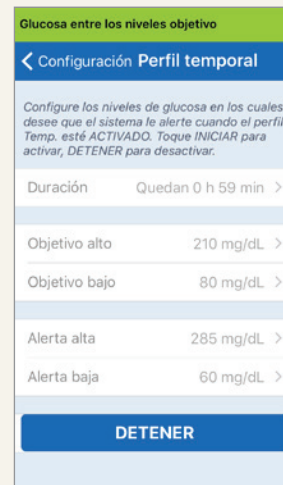 Glucosa entre los niveles objetivo
Configuración Perfil temporal
Configure los niveles de glucosa en los cuales
desee que el sistema le alerte cuando el perfil
Temp. esté ACTIVADO. Toque INICIAR para
activar, DETENER para desactivar.
Duración Quedan 0 h 59 min
Objetivo alto 210 mg/dL
Objetivo bajo 80 mg/dL
Alerta alta 285 mg/dL
Alerta baja 60 mg/dL
DETENER